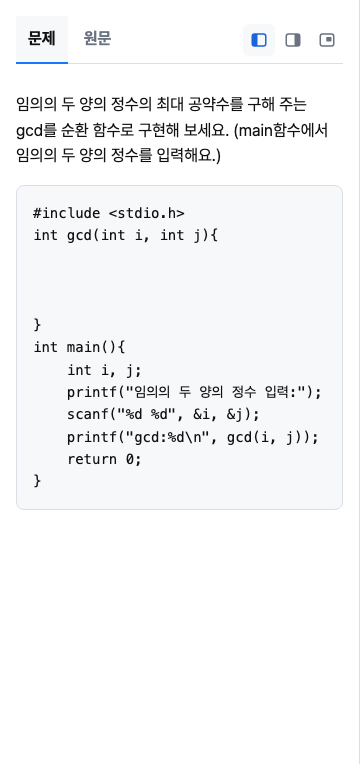 문제 원문
임의의 두 양의 정수의 최대 공약수를 구해 주는
gcd를 순환 함수로 구현해 보세요. (main함수에서
임의의 두 양의 정수를 입력해요.)
#include <stdio.h>
int gcd(int i, int j){
}
int main(){
    int i, j;
    printf("임의의 두 양의 정수 입력:");
    scanf("%d %d", &i, &j);
    printf("gcd:%d\n", gcd(i, j));
    return 0;
}